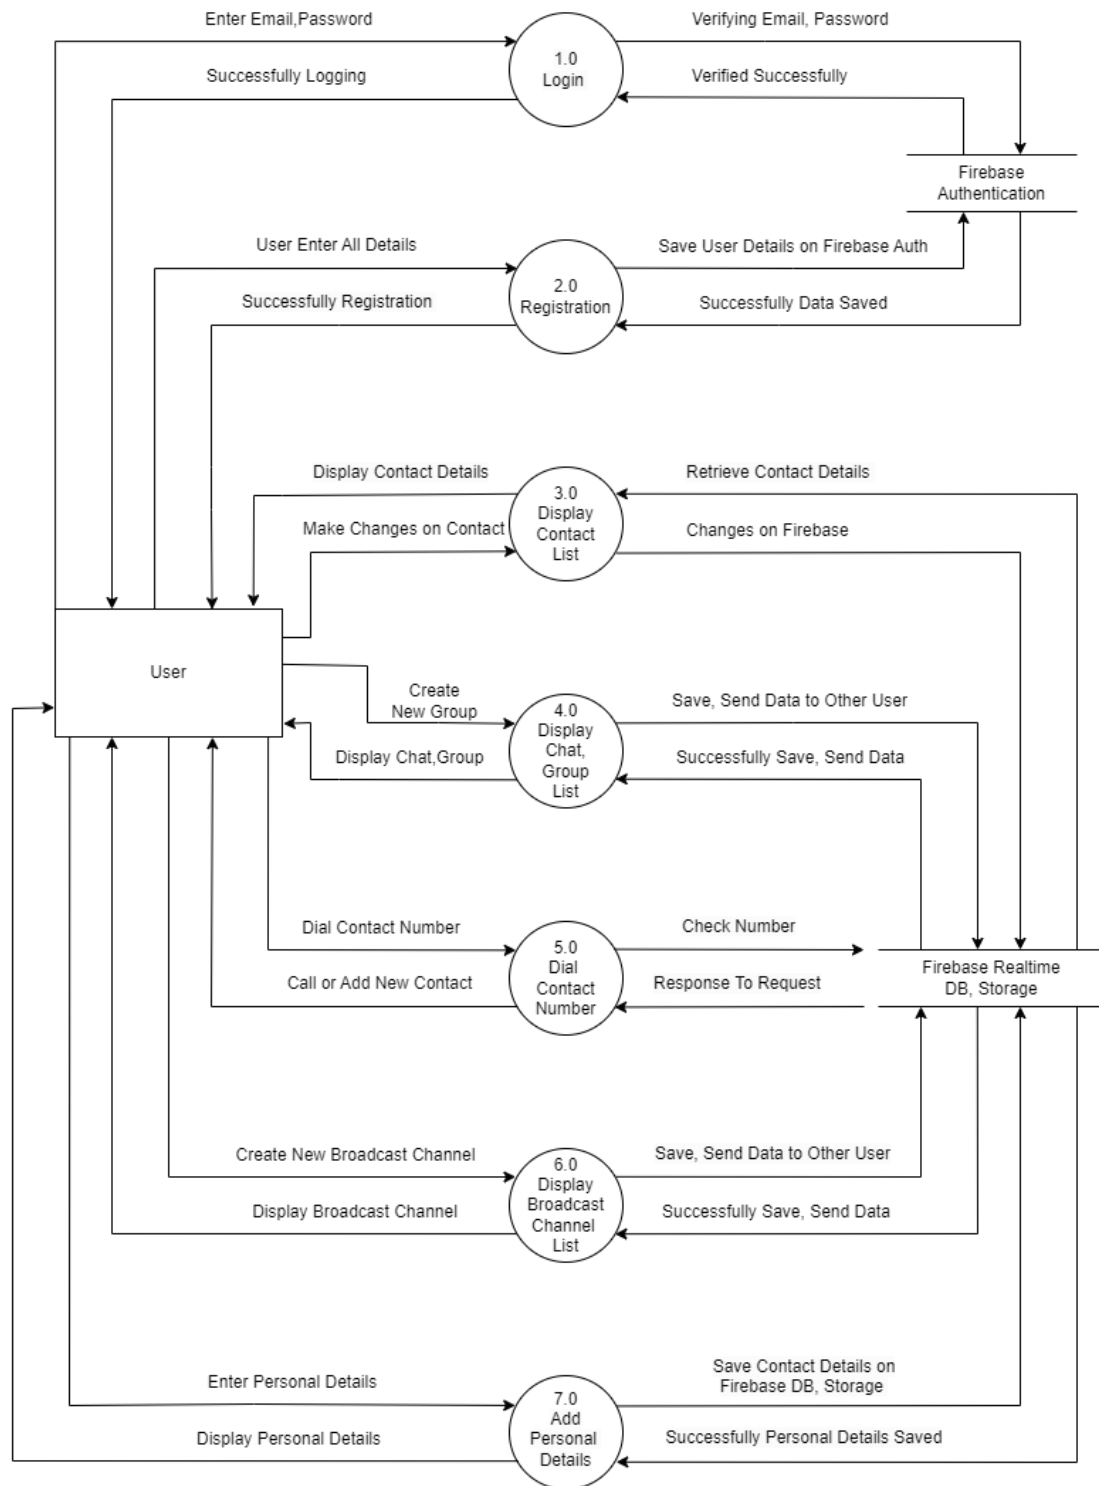 Enter Email,Password
Verifying Email, Password
1.0
Login
Successfully Logging
Verified Successfully
Firebase
Authentication
User Enter All Details
Save User Details on Firebase Auth
2.0
Registration
Successfully Registration
Successfully Data Saved
Display Contact Details
Retrieve Contact Details
3.0
Display
Contact
List
Make Changes on Contact
Changes on Firebase
User
Create
New Group
Save, Send Data to Other User
4.0
Display
Chat,
Group
List
Display Chat,Group
Successfully Save, Send Data
Dial Contact Number
Check Number
5.0
Dial
Contact
Number
Call or Add New Contact
Response To Request
Firebase Realtime
DB, Storage
Create New Broadcast Channel
Save, Send Data to Other User
6.0
Display
Broadcast
Channel
List
Display Broadcast Channel
Successfully Save, Send Data
Enter Personal Details
Save Contact Details on
Firebase DB, Storage
7.0
Add
Personal
Details
Display Personal Details
Successfully Personal Details Saved